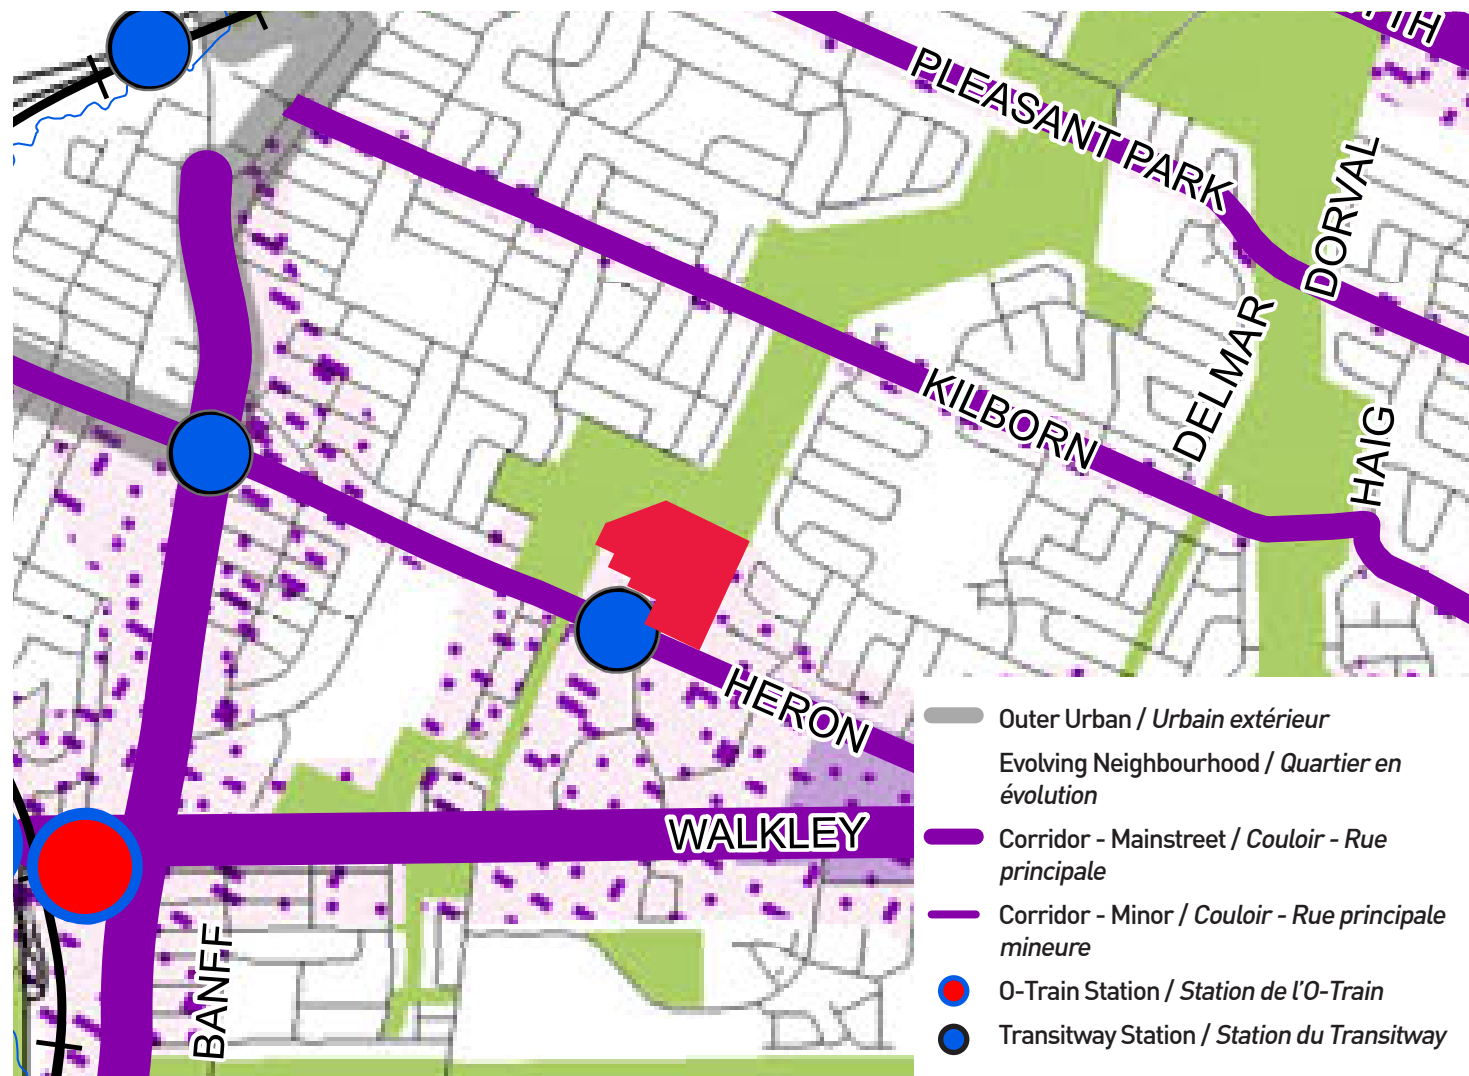 PLEASANT PARK
DORVAL
DELMAR
KILBORN
HAIG
HERON
WALKLEY
BANFF
Outer Urban / Urbain extérieur
Evolving Neighbourhood / Quartier en
évolution
Corridor - Mainstreet / Couloir - Rue
principale
Corridor - Minor / Couloir - Rue principale
mineure
O-Train Station / Station de l'O-Train
Transitway Station / Station du Transitway